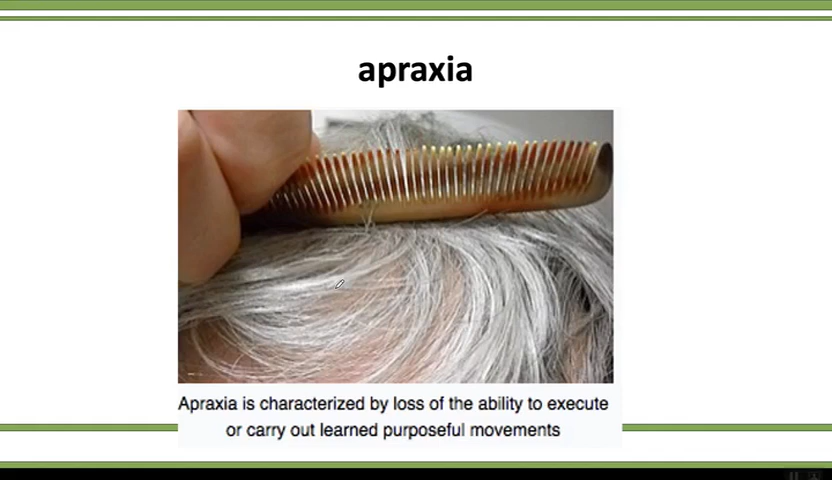 apraxia
Apraxia is characterized by loss of the ability to execute
or carry out learned purposeful movements